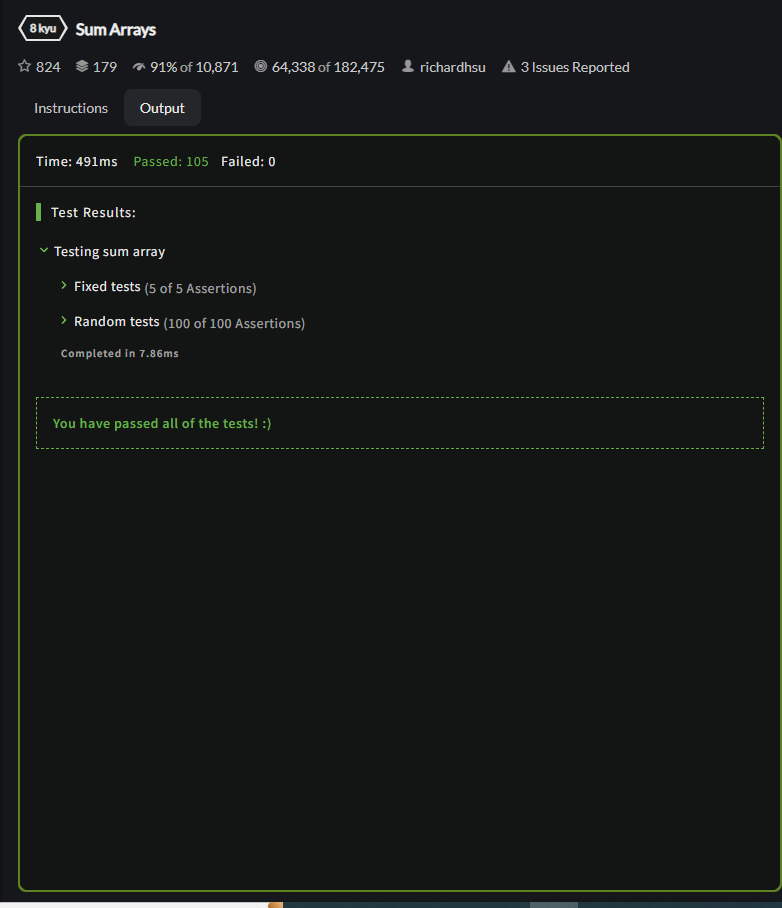 8 kyu Sum Arrays
824 179 91% of 10,871 64,338 of 182,475 richardhsu 3 Issues Reported
Instructions Output
Time: 491ms Passed: 105 Failed: 0
Test Results:
Testing sum array
Fixed tests (5 of 5 Assertions)
Random tests (100 of 100 Assertions)
Completed in 7.86ms
You have passed all of the tests! :)